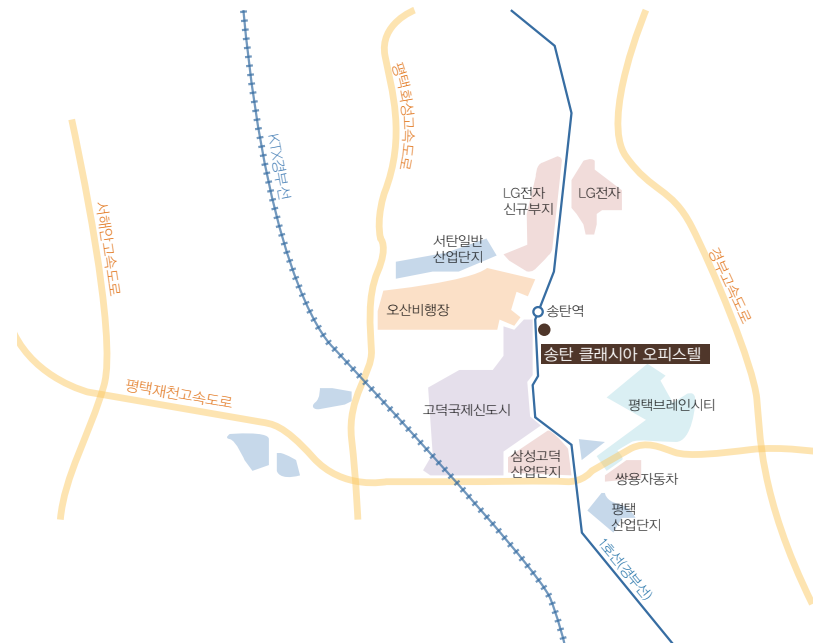 평택화성고속도로
KTX경부선
LG전자
신규부지
LG전자
서해안고속도로
서탄일반
산업단지
경부고속도로
오산비행장
송탄역
송탄 클래시아 오피스텔
평택재천고속도로
고덕국제신도시
평택브레인시티
삼성고덕
산업단지
쌍용자동차
평택
산업단지
1호선(경부선)